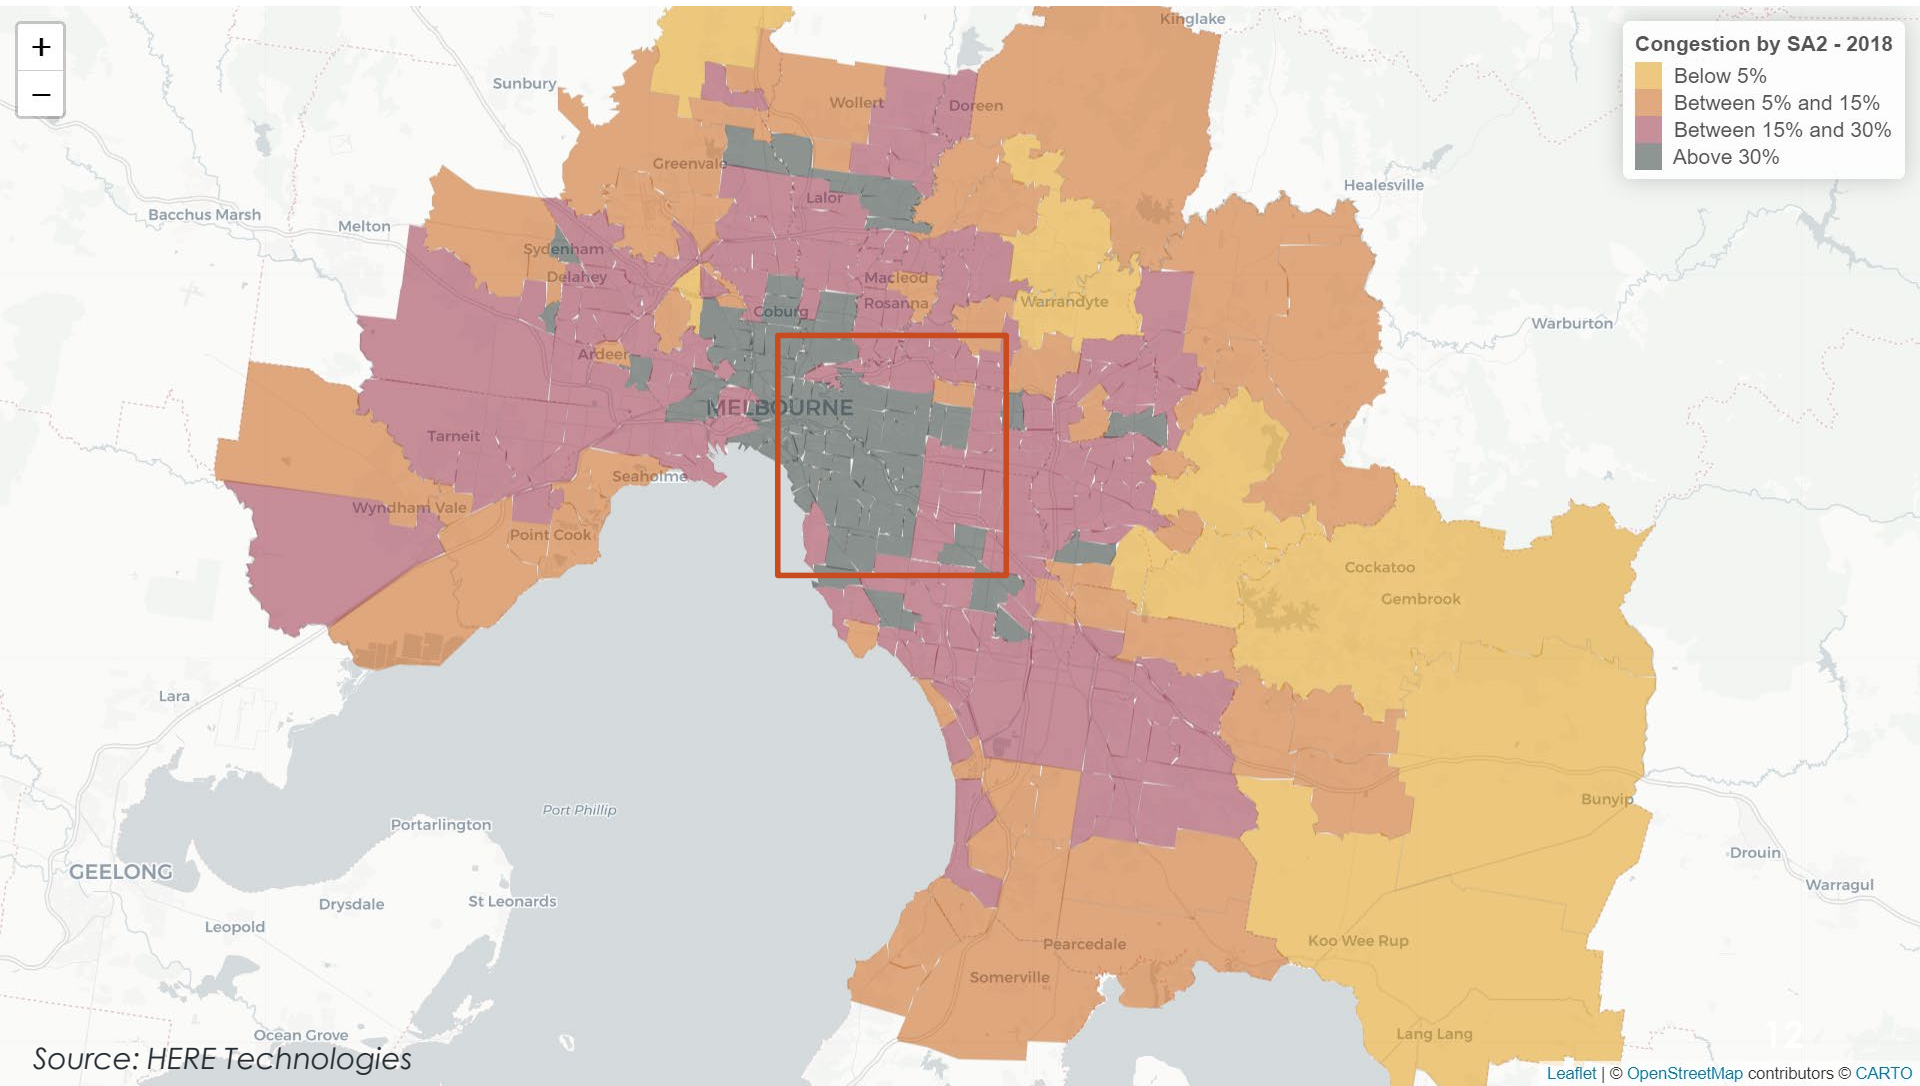 Kinglake
+
−
Congestion by SA2 - 2018
Below 5%
Between 5% and 15%
Between 15% and 30%
Above 30%
Sunbury
Wollert
Doreen
Greenvale
Healesville
Lalor
Bacchus Marsh
Melton
Sydenham
Delahey
Macleod
Rosanna
Warrandyte
Coburg
Warburton
Ardeer
MELBOURNE
Tarneit
Seaholme
Wyndham Vale
Point Cook
Cockatoo
Gembrook
Lara
Bunyip
Port Phillip
Portarlington
Drouin
GEELONG
Warragul
Drysdale
St Leonards
Leopold
Koo Wee Rup
Pearcedale
Somerville
Ocean Grove
Lang Lang
12
Source: HERE Technologies
Leaflet | © OpenStreetMap contributors © CARTO